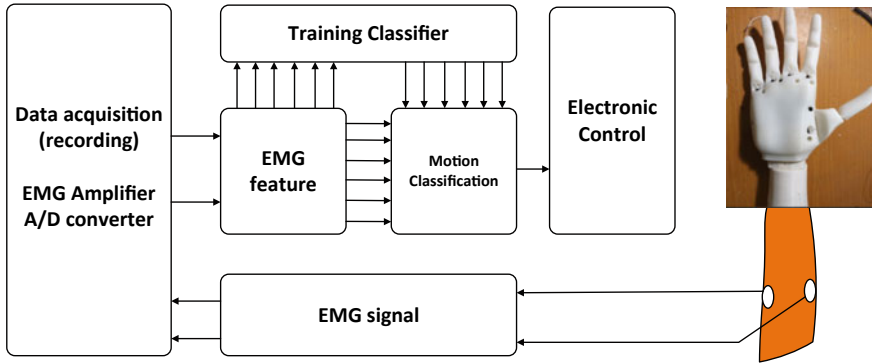 Training Classifier
Data acquisition
(recording)
EMG Amplifier
A/D converter
EMG
feature
Motion
Classification
Electronic
Control
EMG signal